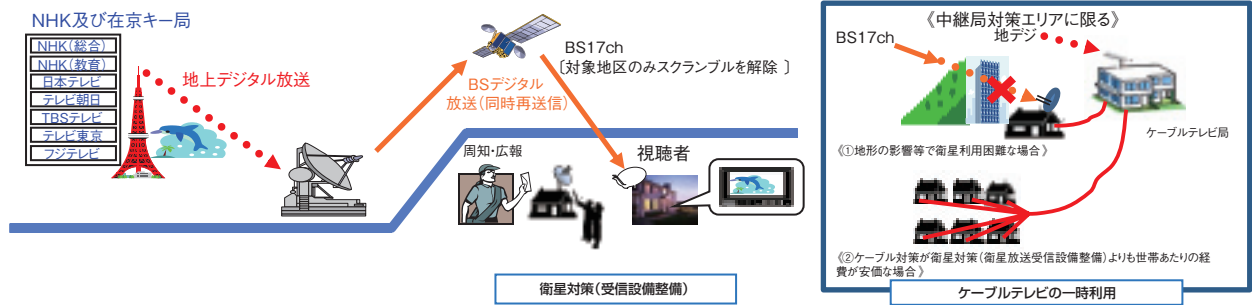 NHK及び在京キー局
NHK(総合)
NHK(教育)
日本テレビ
テレビ朝日
TBSテレビ
テレビ東京
フジテレビ
地上デジタル放送
BS17ch
〔対象地区のみスクランブルを解除 〕
BSデジタル
放送(同時再送信)
周知・広報
視聴者
衛星対策(受信設備整備)
《中継局対策エリアに限る》
BS17ch
地デジ
ケーブルテレビ局
《①地形の影響等で衛星利用困難な場合》
《②ケーブル対策が衛星対策(衛星放送受信設備整備)よりも世帯あたりの経
費が安価な場合》
ケーブルテレビの一時利用